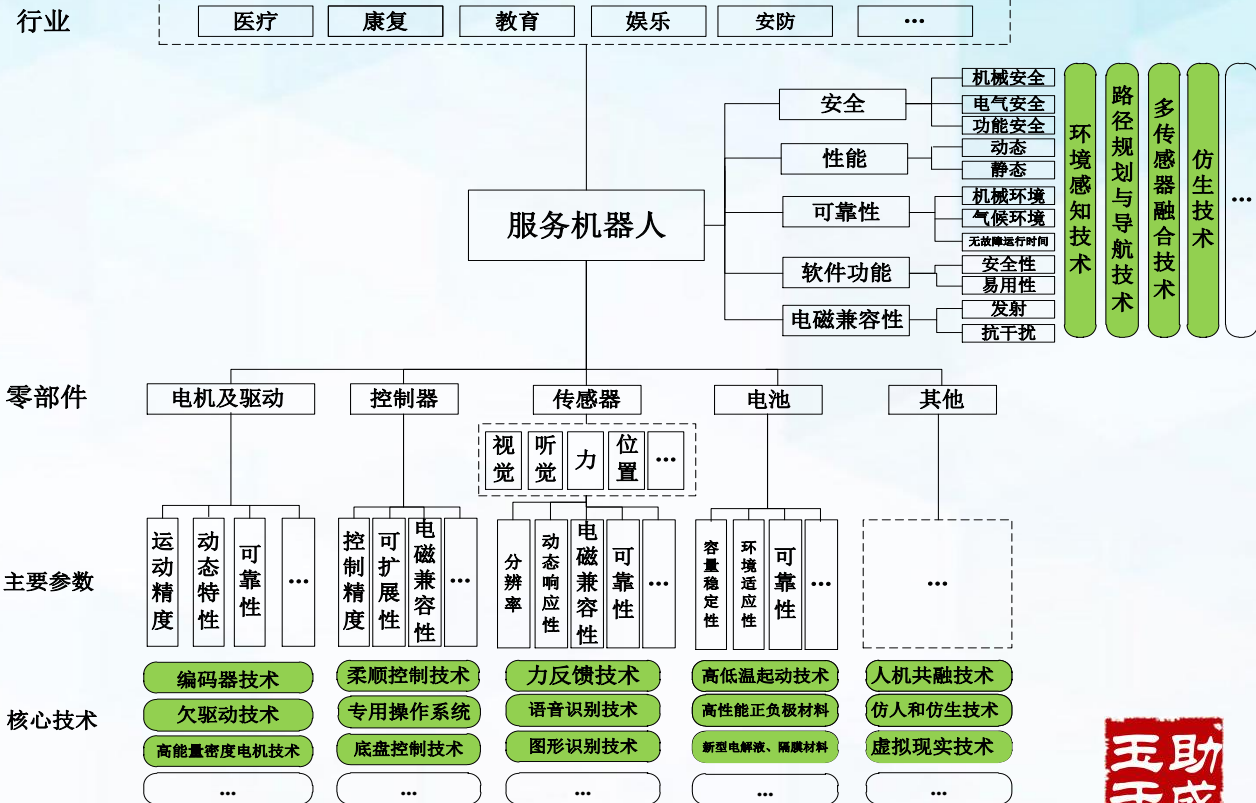 行业
医疗
康复
教育
娱乐
安防
...
服务机器人
安全
机械安全
电气安全
功能安全
性能
动态
静态
可靠性
机械环境
气候环境
无故障运行时间
软件功能
安全性
易用性
电磁兼容性
发射
抗干扰
环境感知技术
路径规划与导航技术
多传感器融合技术
仿生技术
...
零部件
电机及驱动
控制器
传感器
电池
其他
视觉
听觉
力
位置
...
主要参数
运动精度
动态特性
可靠性
...
控制精度
可扩展性
电磁兼容性
...
分辨率
动态响应性
电磁兼容性
可靠性
...
容量稳定性
环境适应性
可靠性
...
...
核心技术
编码器技术
欠驱动技术
高能量密度电机技术
...
柔顺控制技术
专用操作系统
底盘控制技术
...
力反馈技术
语音识别技术
图形识别技术
...
高低温起动技术
高性能正负极材料
新型电解液、隔膜材料
...
人机共融技术
仿人和仿生技术
虚拟现实技术
...
玉助